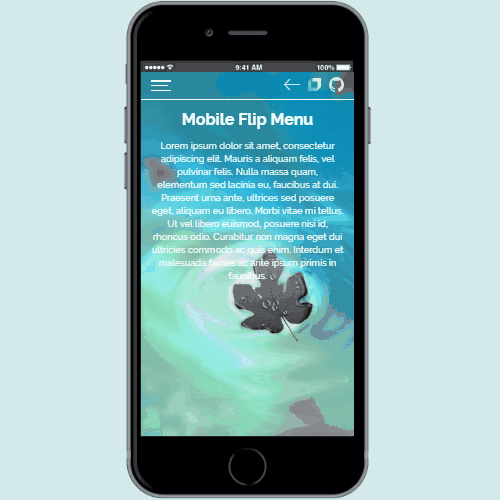 9:41 AM 100%
Mobile Flip Menu
Lorem ipsum dolor sit amet, consectetur
adipiscing elit. Mauris a aliquam felis, vel
pulvinar felis. Nulla massa quam,
elementum sed lacinia eu, faucibus at dui.
Praesent urna ante, ultrices sed posuere
eget, aliquam eu libero. Morbi vitae mi tellus.
Ut vel libero euismod, posuere nisi id,
rhoncus odio. Curabitur non magna eget dui
ultricies commodo ac quis enim. Interdum et
malesuada fames ac ante ipsum primis in
faucibus.